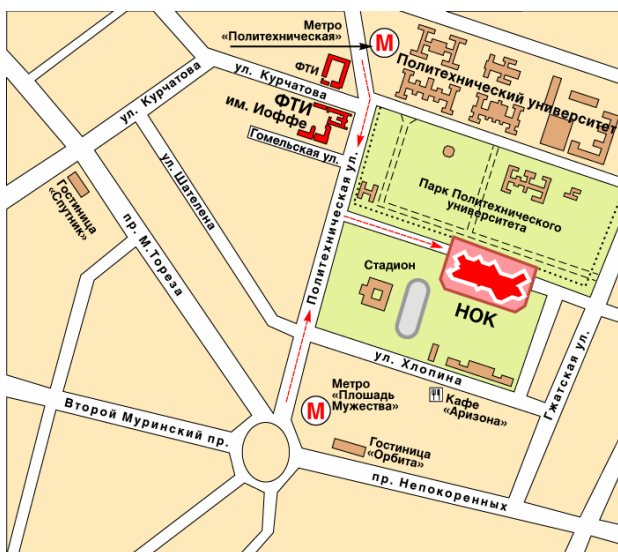 Метро
«Политехническая»
М
ФТИ
ул. Курчатова
Политехнический университет
ФТИ
им. Иоффе
Гомельская ул.
ул. Курчатова
ул. Шателена
Гостиница
«Спутник»
пр. М.Тореза
Политехническая ул.
Парк Политехнического
университета
Стадион
НОК
ул. Хлопина
Гжатская ул.
Метро
«Плошадь
Мужества»
М
Кафе
«Аризона»
Второй Муринский пр.
Гостиница
«Орбита»
пр. Непокоренных